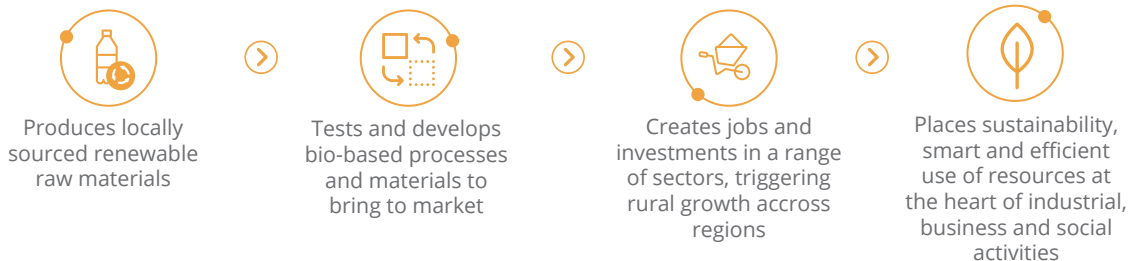 Produces locally
sourced renewable
raw materials
Tests and develops
bio-based processes
and materials to
bring to market
Creates jobs and
investments in a range
of sectors, triggering
rural growth accross
regions
Places sustainability,
smart and efficient
use of resources at
the heart of industrial,
business and social
activities